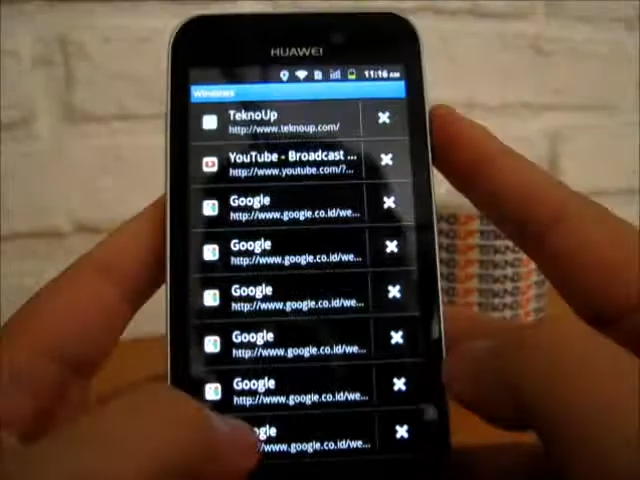 HUAWEI
11:16 AM
Windows
TeknoUp
http://www.teknoup.com/
YouTube - Broadcast ...
http://www.youtube.com/?...
Google
http://www.google.co.id/we...
Google
http://www.google.co.id/we...
Google
http://www.google.co.id/we...
Google
http://www.google.co.id/we...
Google
http://www.google.co.id/we...
ogle
://www.google.co.id/we...